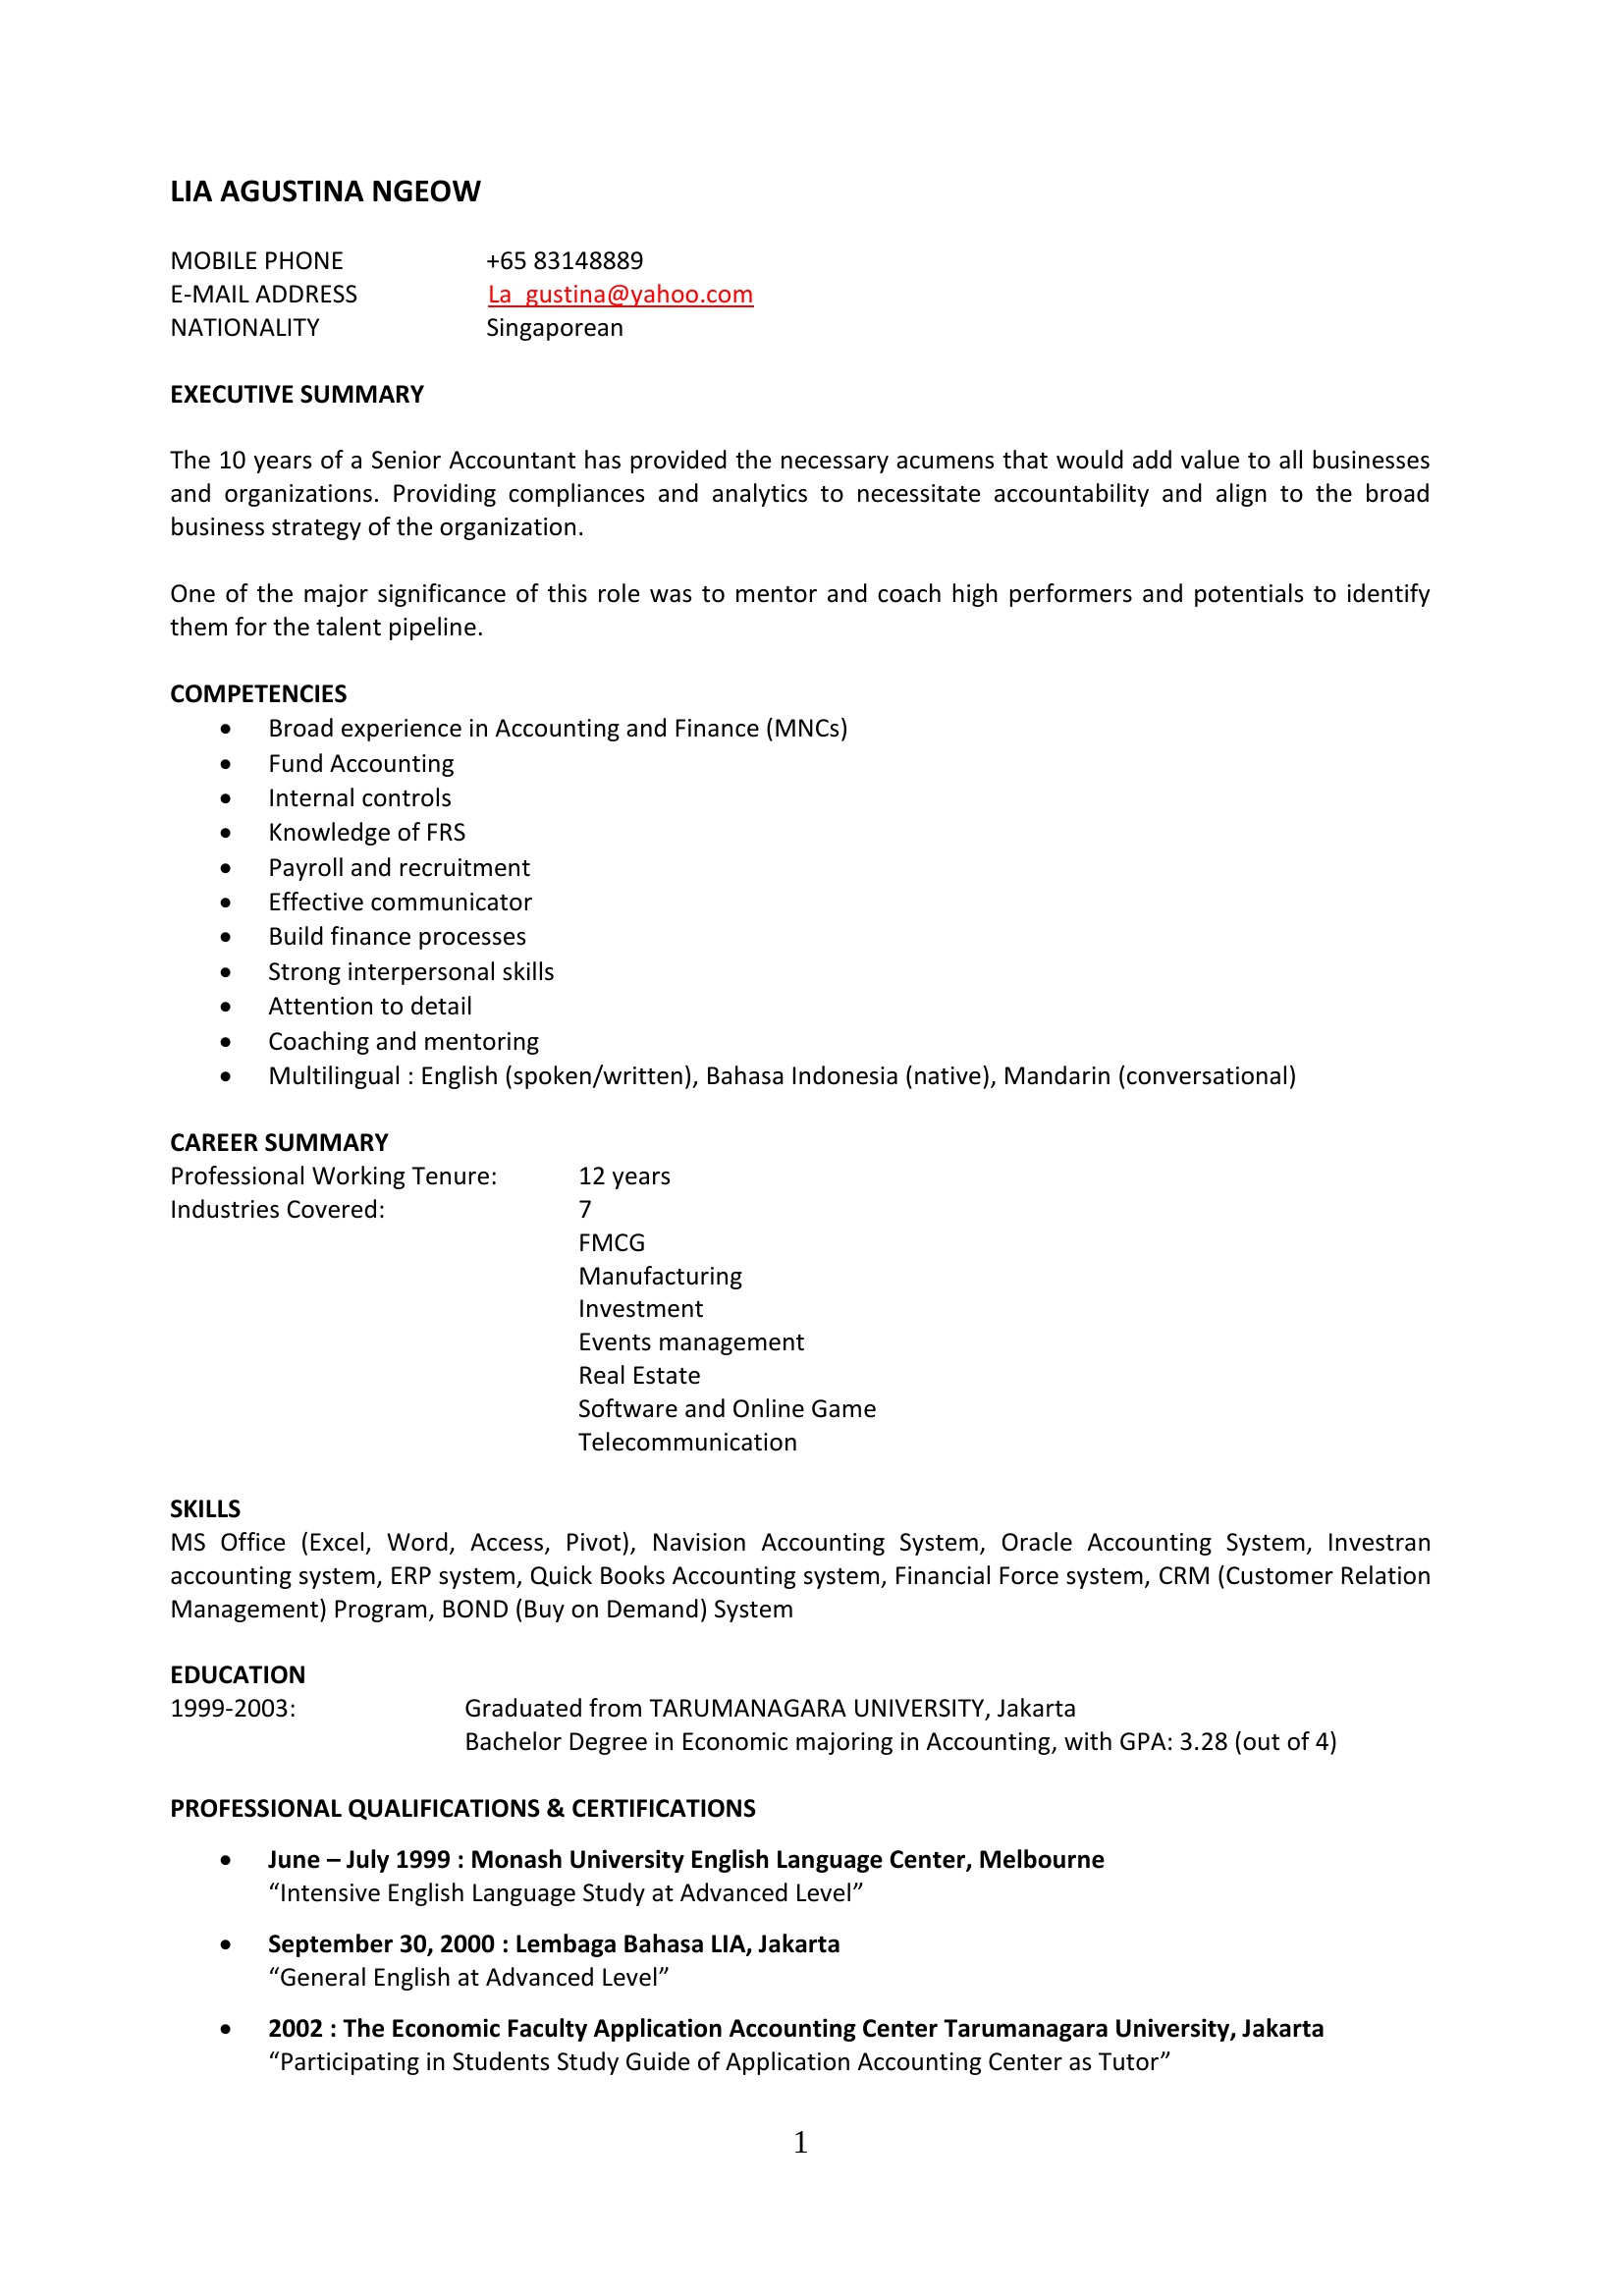 LIA AGUSTINA NGEOW
MOBILE PHONE +65 83148889
E-MAIL ADDRESS La_gustina@yahoo.com
NATIONALITY Singaporean
EXECUTIVE SUMMARY
The 10 years of a Senior Accountant has provided the necessary acumens that would add value to all businesses
and organizations. Providing compliances and analytics to necessitate accountability and align to the broad
business strategy of the organization.
One of the major significance of this role was to mentor and coach high performers and potentials to identify
them for the talent pipeline.
COMPETENCIES
• Broad experience in Accounting and Finance (MNCs)
• Fund Accounting
• Internal controls
• Knowledge of FRS
• Payroll and recruitment
• Effective communicator
• Build finance processes
• Strong interpersonal skills
• Attention to detail
• Coaching and mentoring
• Multilingual : English (spoken/written), Bahasa Indonesia (native), Mandarin (conversational)
CAREER SUMMARY
Professional Working Tenure: 12 years
Industries Covered: 7
FMCG
Manufacturing
Investment
Events management
Real Estate
Software and Online Game
Telecommunication
SKILLS
MS Office (Excel, Word, Access, Pivot), Navision Accounting System, Oracle Accounting System, Investran
accounting system, ERP system, Quick Books Accounting system, Financial Force system, CRM (Customer Relation
Management) Program, BOND (Buy on Demand) System
EDUCATION
1999-2003: Graduated from TARUMANAGARA UNIVERSITY, Jakarta
Bachelor Degree in Economic majoring in Accounting, with GPA: 3.28 (out of 4)
PROFESSIONAL QUALIFICATIONS & CERTIFICATIONS
• June – July 1999 : Monash University English Language Center, Melbourne
“Intensive English Language Study at Advanced Level”
• September 30, 2000 : Lembaga Bahasa LIA, Jakarta
“General English at Advanced Level”
• 2002 : The Economic Faculty Application Accounting Center Tarumanagara University, Jakarta
“Participating in Students Study Guide of Application Accounting Center as Tutor”
1